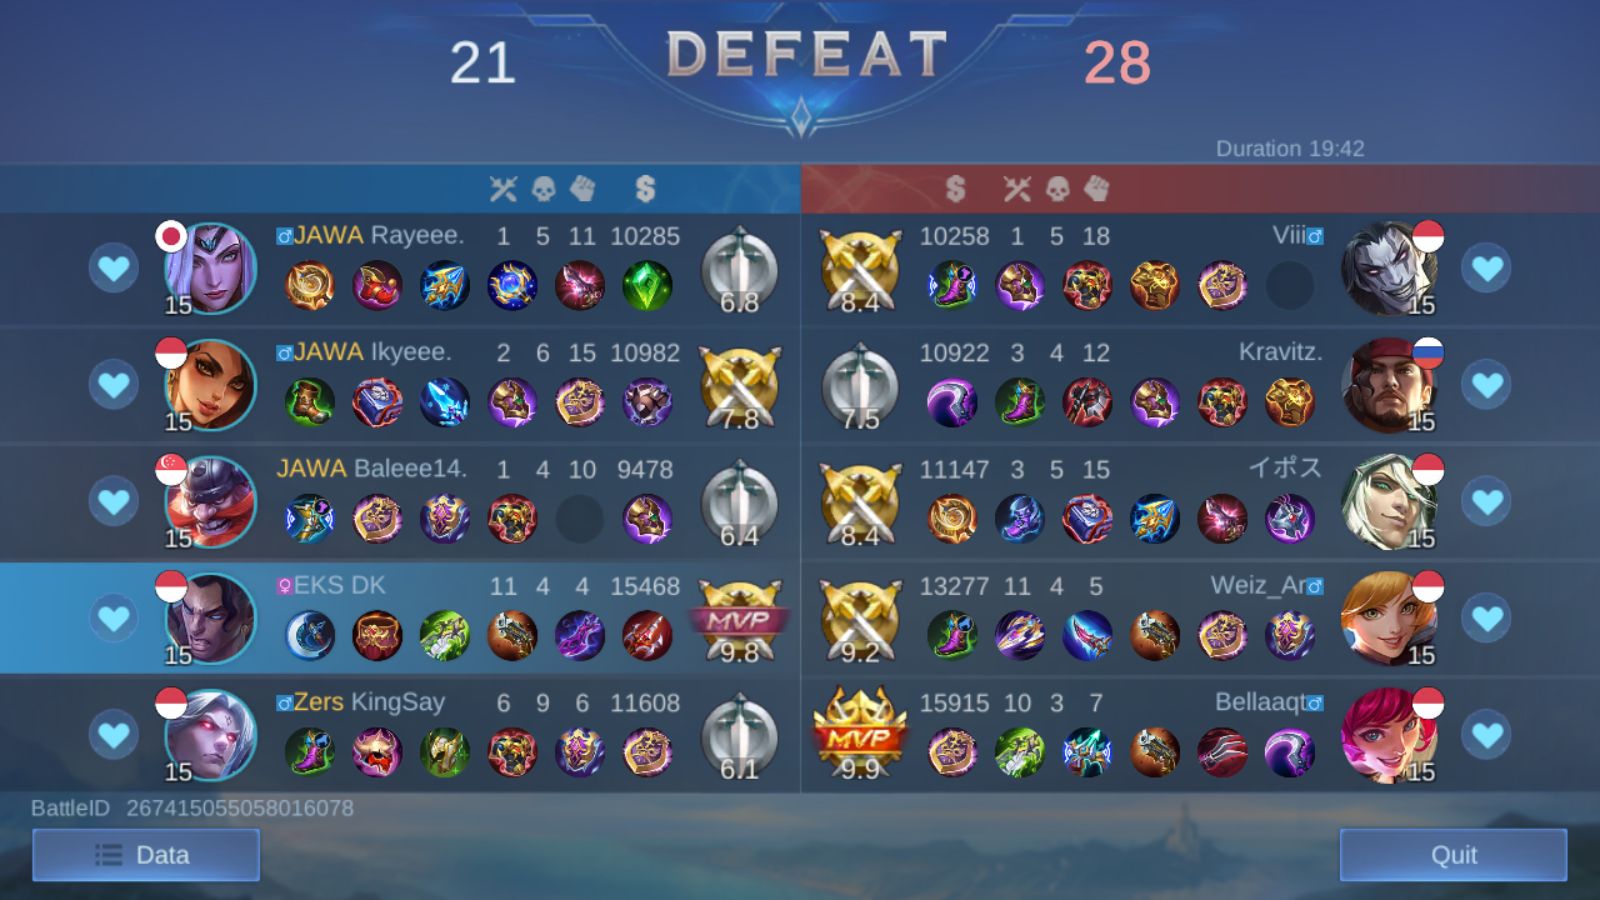 21 DEFEAT 28
Duration 19:42
JAWA Rayeee. 1 5 11 10285
15 6.8
10258 1 5 18 Viii
8.4 15
JAWA Ikyeee. 2 6 15 10982
15 7.8
10922 3 4 12 Kravitz.
7.5 15
JAWA Baleee14. 1 4 10 9478
15 6.4
11147 3 5 15 イポス
8.4 15
EKS DK 11 4 4 15468
MVP
15 9.8
13277 11 4 5 Weiz_Ar
9.2 15
Zers KingSay 6 9 6 11608
15 6.1
15915 10 3 7 Bellaaqt
MVP
9.9 15
BattleID 267415055058016078
Data
Quit